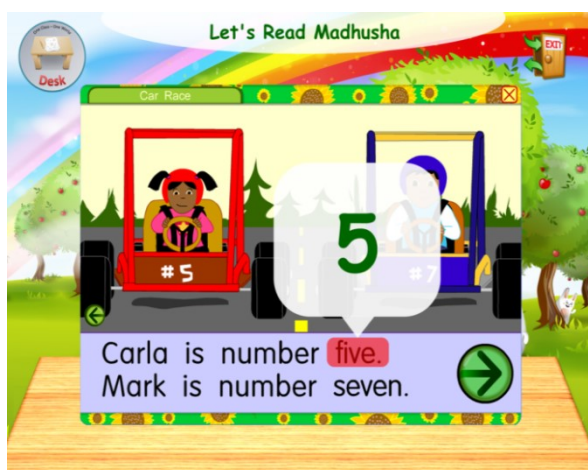 Let's Read Madhusha
EXIT
Desk
Car Race
5
#5
#7
Carla is number five.
Mark is number seven.